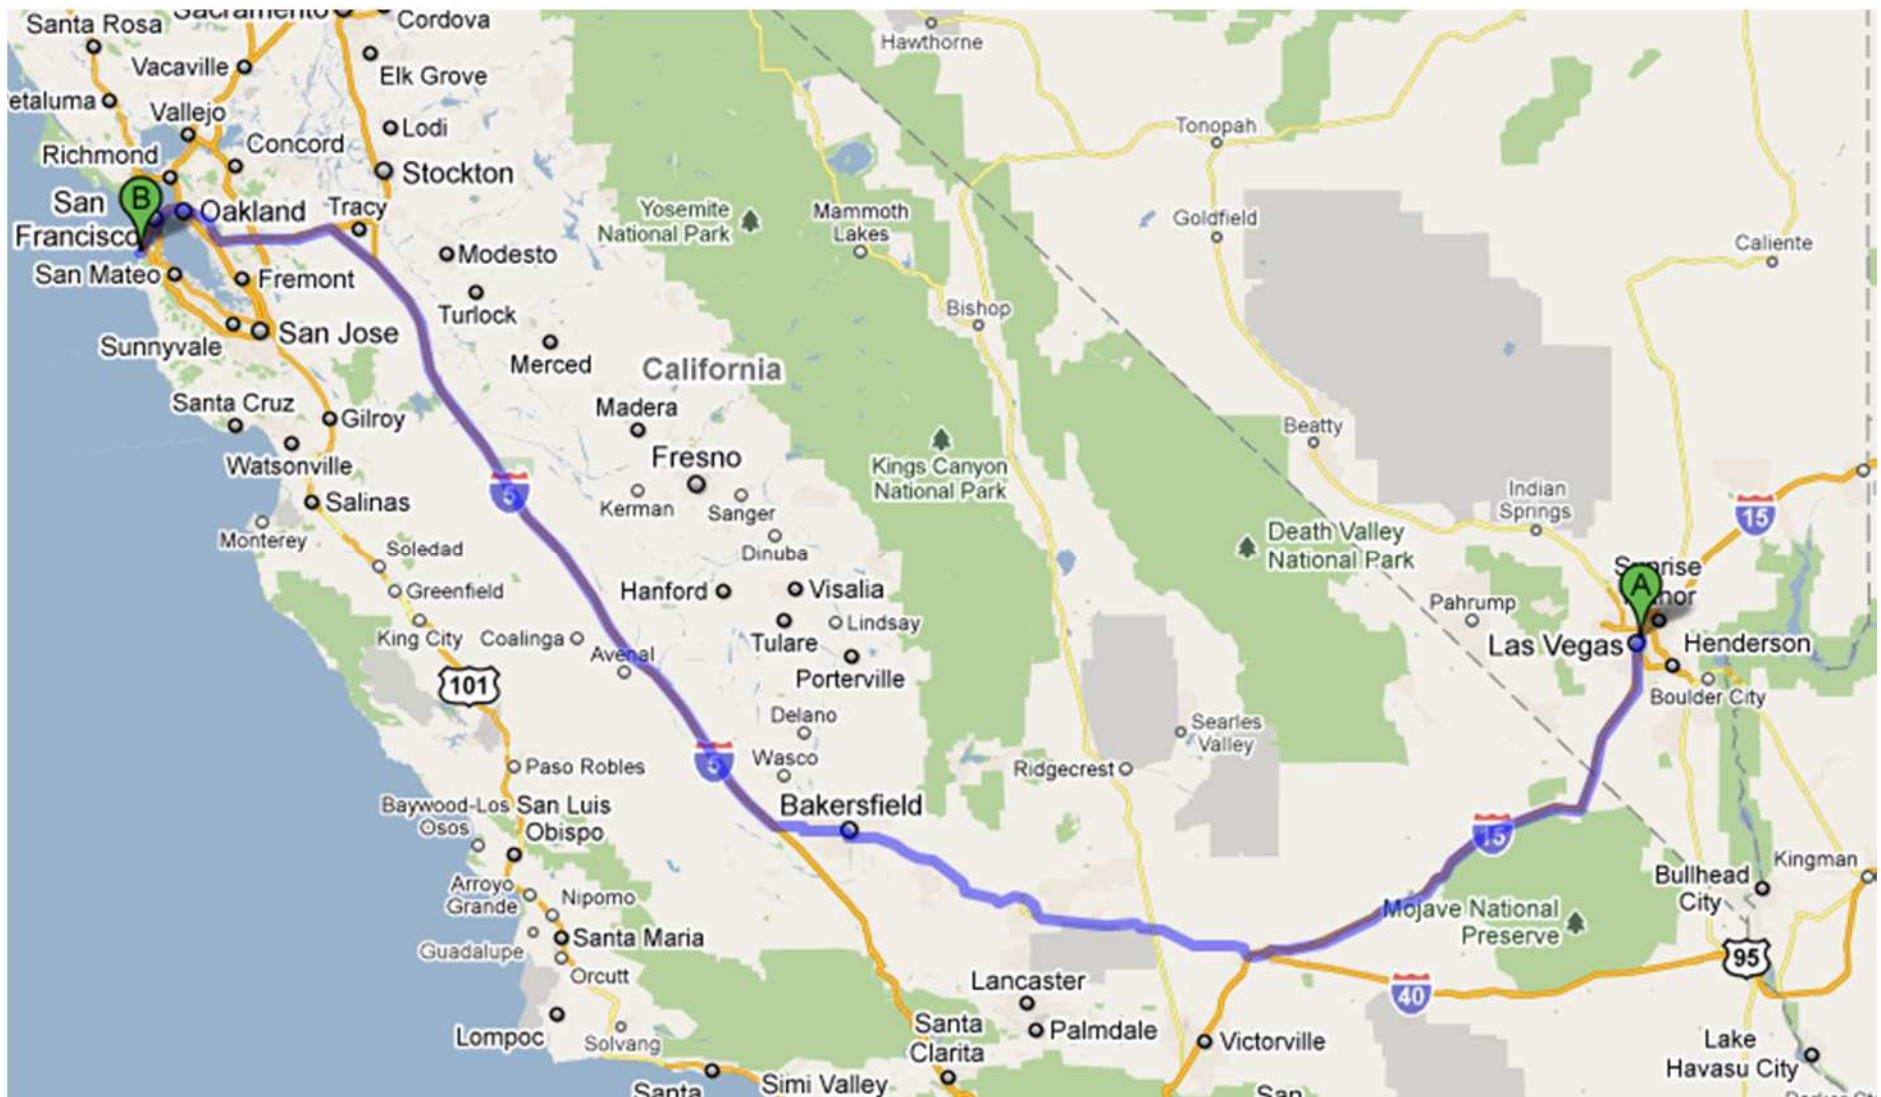 Sacramento
Cordova
Santa Rosa
Vacaville
Elk Grove
Hawthorne
etaluma
Vallejo
Lodi
Tonopah
Richmond
Concord
Stockton
San
Francisco
B
Oakland
Tracy
Yosemite
National Park
Mammoth
Lakes
Goldfield
Caliente
Modesto
San Mateo
Fremont
Turlock
Bishop
San Jose
Sunnyvale
Merced
California
Santa Cruz
Gilroy
Madera
Beatty
Watsonville
Fresno
Kings Canyon
National Park
5
Kerman
Sanger
Indian
Springs
15
Salinas
Monterey
Dinuba
Death Valley
National Park
Soledad
Sunrise
A
Greenfield
Hanford
Visalia
Pahrump
King City
Coalinga
Tulare
Lindsay
Las Vegas
Henderson
Avenal
Porterville
Boulder City
101
Delano
Searles
Valley
Paso Robles
5
Wasco
Ridgecrest
Baywood-Los
Osos
San Luis
Obispo
Bakersfield
15
Kingman
Bullhead
City
Arroyo
Grande
Nipomo
Mojave National
Preserve
Guadalupe
Santa Maria
Orcutt
95
Lancaster
40
Lompoc
Solvang
Santa
Clarita
Palmdale
Victorville
Lake
Havasu City
Santa
Simi Valley
San